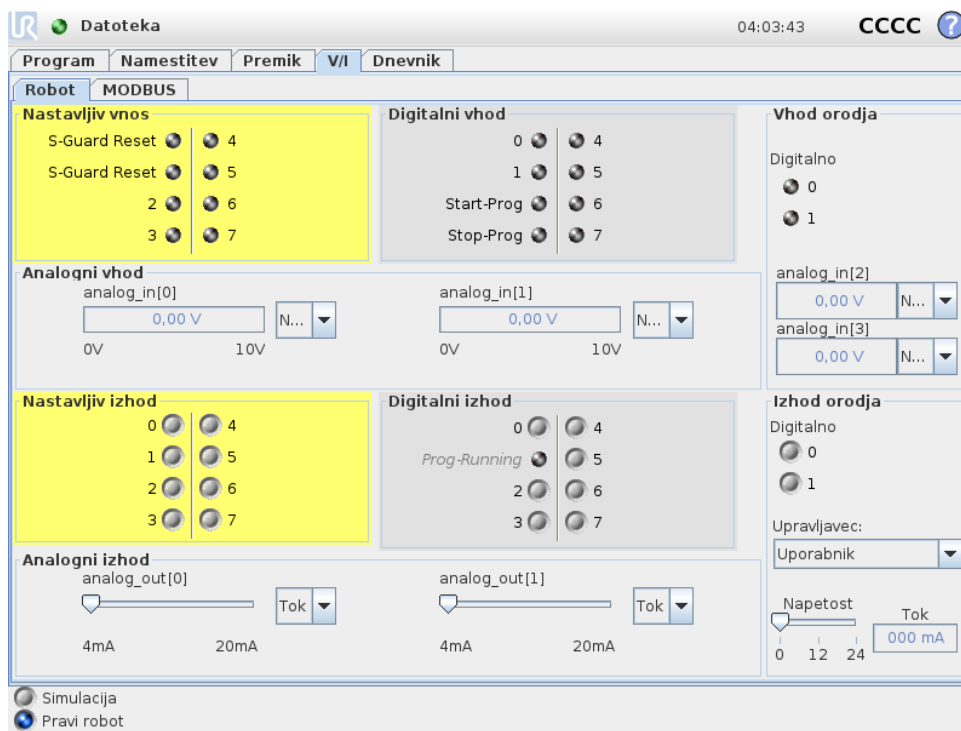 UR Datoteka 04:03:43 CCCC ?
Program Namestitev Premik V/I Dnevnik
Robot MODBUS
Nastavljiv vnos
S-Guard Reset 4
S-Guard Reset 5
2 6
3 7
Digitalni vhod
0 4
1 5
Start-Prog 6
Stop-Prog 7
Vhod orodja
Digitalno
0
1
analog_in[2]
0,00 V N...
analog_in[3]
0,00 V N...
Analogni vhod
analog_in[0]
0,00 V N...
0V 10V
analog_in[1]
0,00 V N...
0V 10V
Nastavljiv izhod
0 4
1 5
2 6
3 7
Digitalni izhod
0 4
Prog-Running 5
2 6
3 7
Izhod orodja
Digitalno
0
1
Upravljavec:
Uporabnik
Napetost
0 12 24
Tok
000 mA
Analogni izhod
analog_out[0]
Tok
4mA 20mA
analog_out[1]
Tok
4mA 20mA
Simulacija
Pravi robot